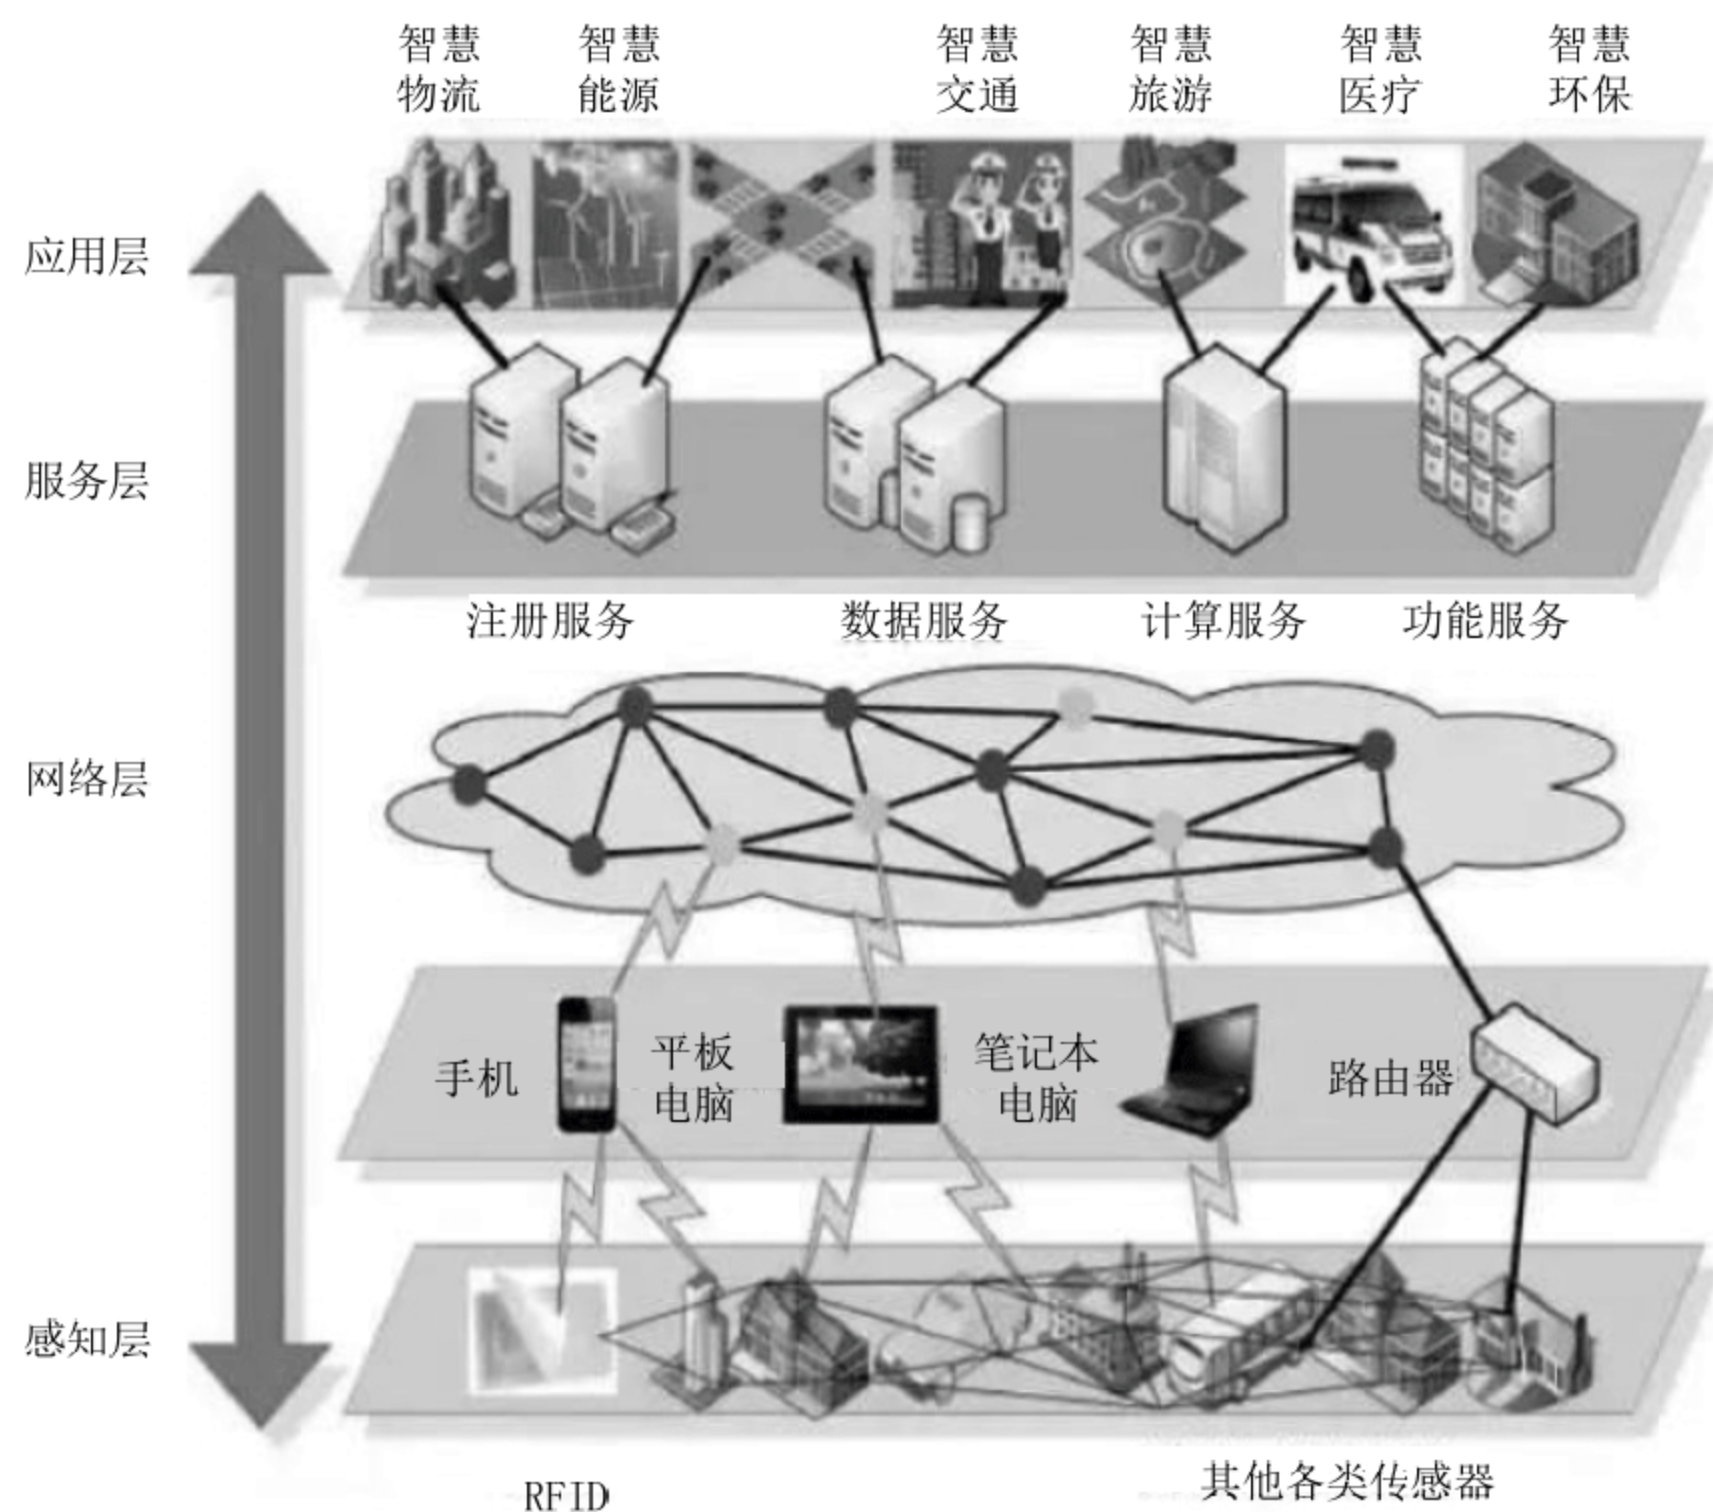 智慧 智慧 智慧 智慧 智慧 智慧
物流 能源 交通 旅游 医疗 环保
应用层
服务层
注册服务 数据服务 计算服务 功能服务
网络层
手机
平板
电脑
笔记本
电脑
路由器
感知层
RFID
其他各类传感器